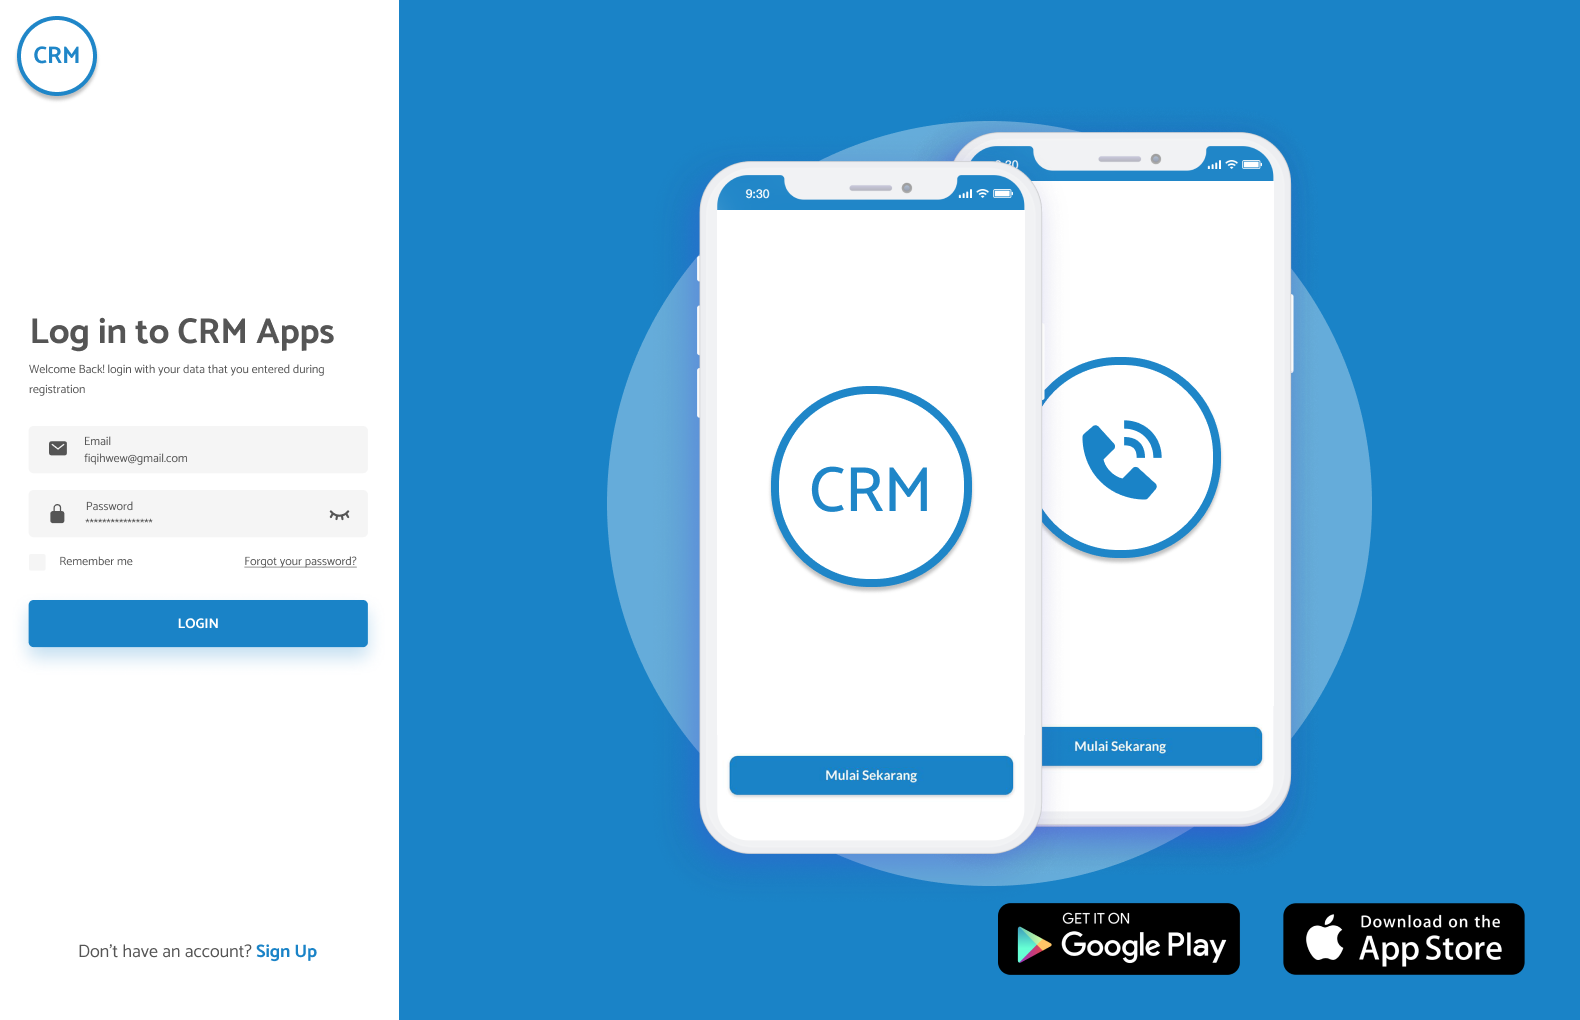 CRM
Log in to CRM Apps
Welcome Back! login with your data that you entered during
registration
Email
fiqihwew@gmail.com
Password
****************
Remember me
Forgot your password?
LOGIN
Don't have an account? Sign Up
9:30
CRM
Mulai Sekarang
Mulai Sekarang
GET IT ON
Google Play
Download on the
App Store